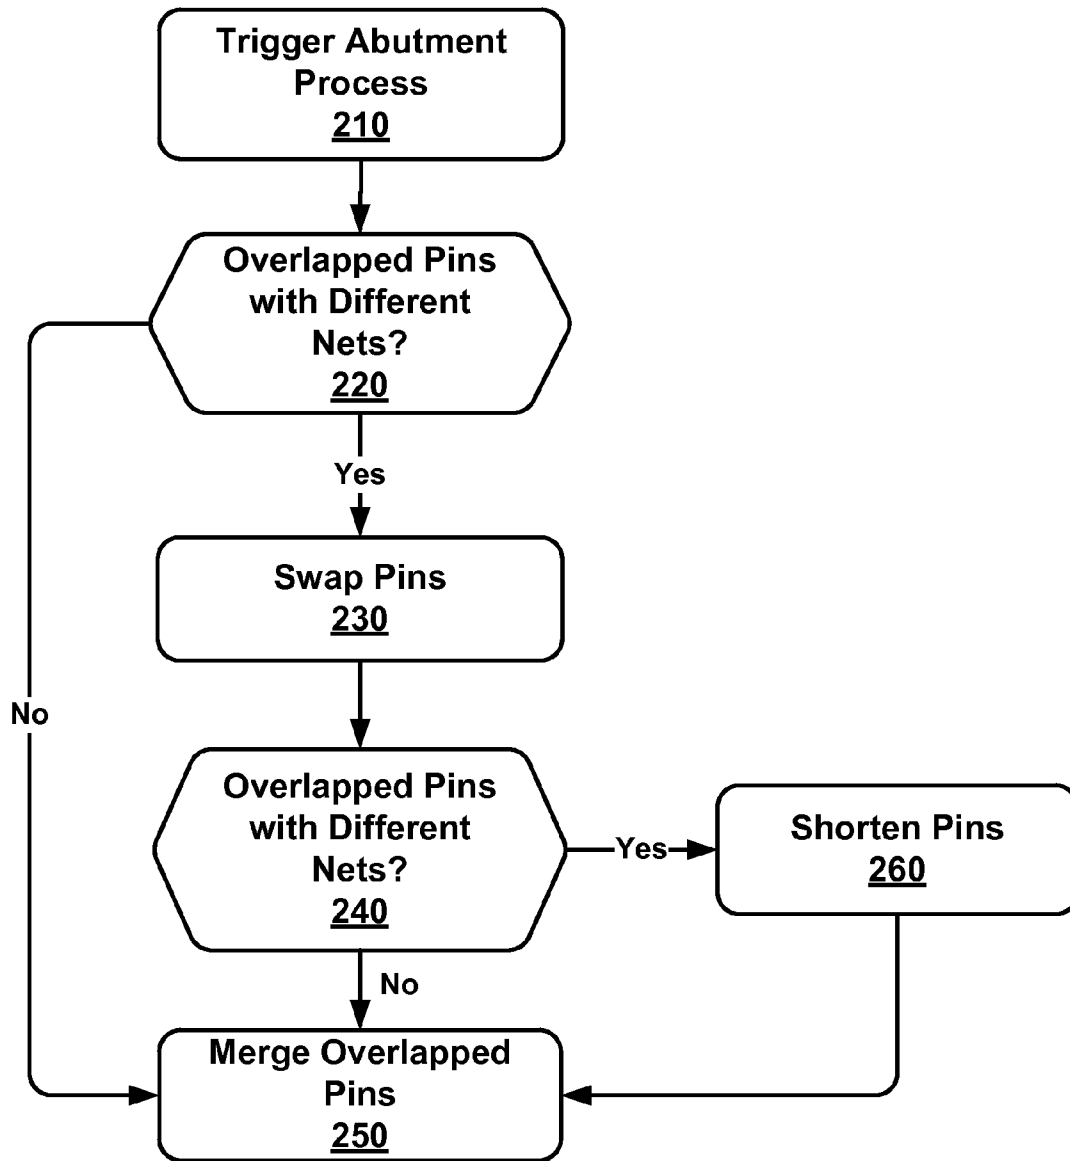 Trigger Abutment
Process
210
Overlapped Pins
with Different
Nets?
220
Yes
Swap Pins
230
No
Overlapped Pins
with Different
Nets?
240
Yes
Shorten Pins
260
No
Merge Overlapped
Pins
250